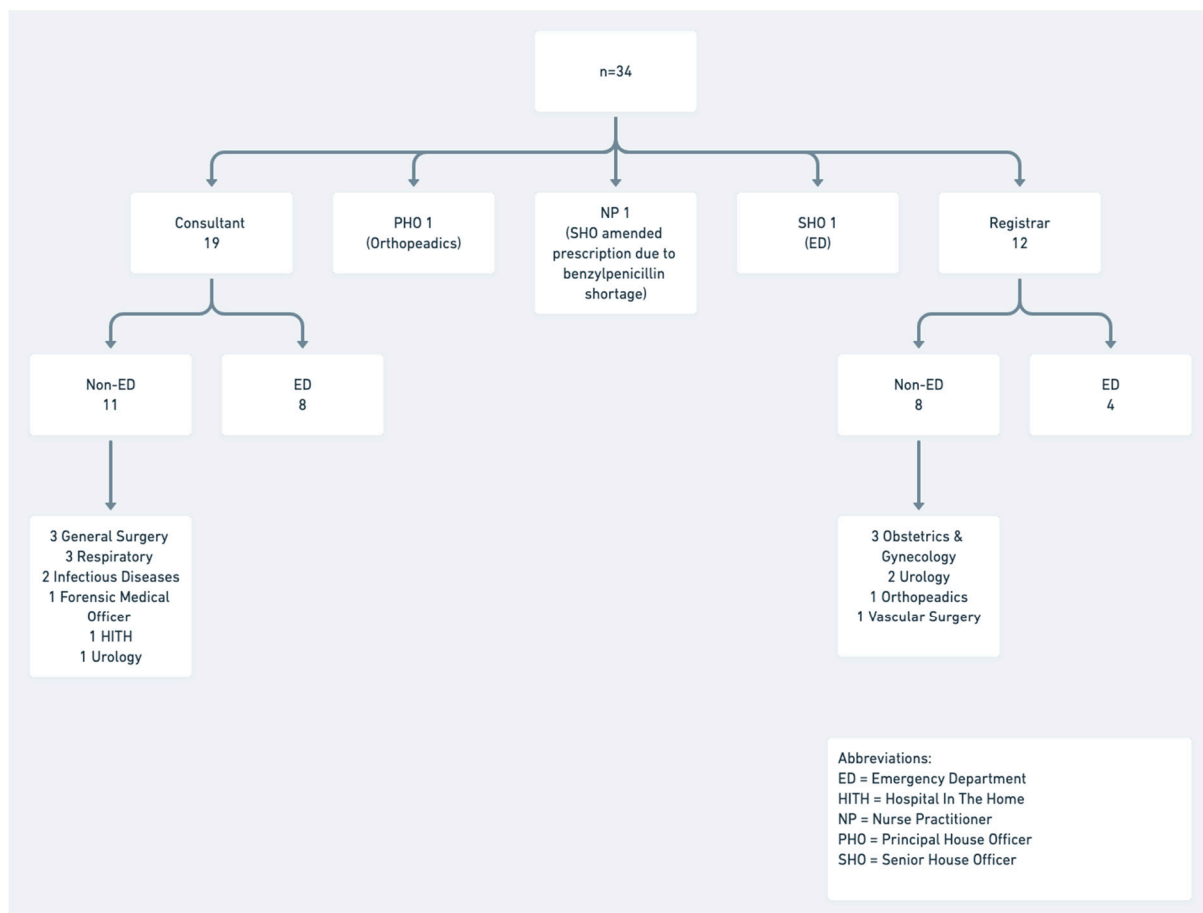 n=34
Consultant
19
PHO 1
(Orthopeadics)
NP 1
(SHO amended
prescription due to
benzylpenicillin
shortage)
SHO 1
(ED)
Registrar
12
Non-ED
11
ED
8
Non-ED
8
ED
4
3 General Surgery
3 Respiratory
2 Infectious Diseases
1 Forensic Medical
Officer
1 HITH
1 Urology
3 Obstetrics &
Gynecology
2 Urology
1 Orthopeadics
1 Vascular Surgery
Abbreviations:
ED = Emergency Department
HITH = Hospital In The Home
NP = Nurse Practitioner
PHO = Principal House Officer
SHO = Senior House Officer